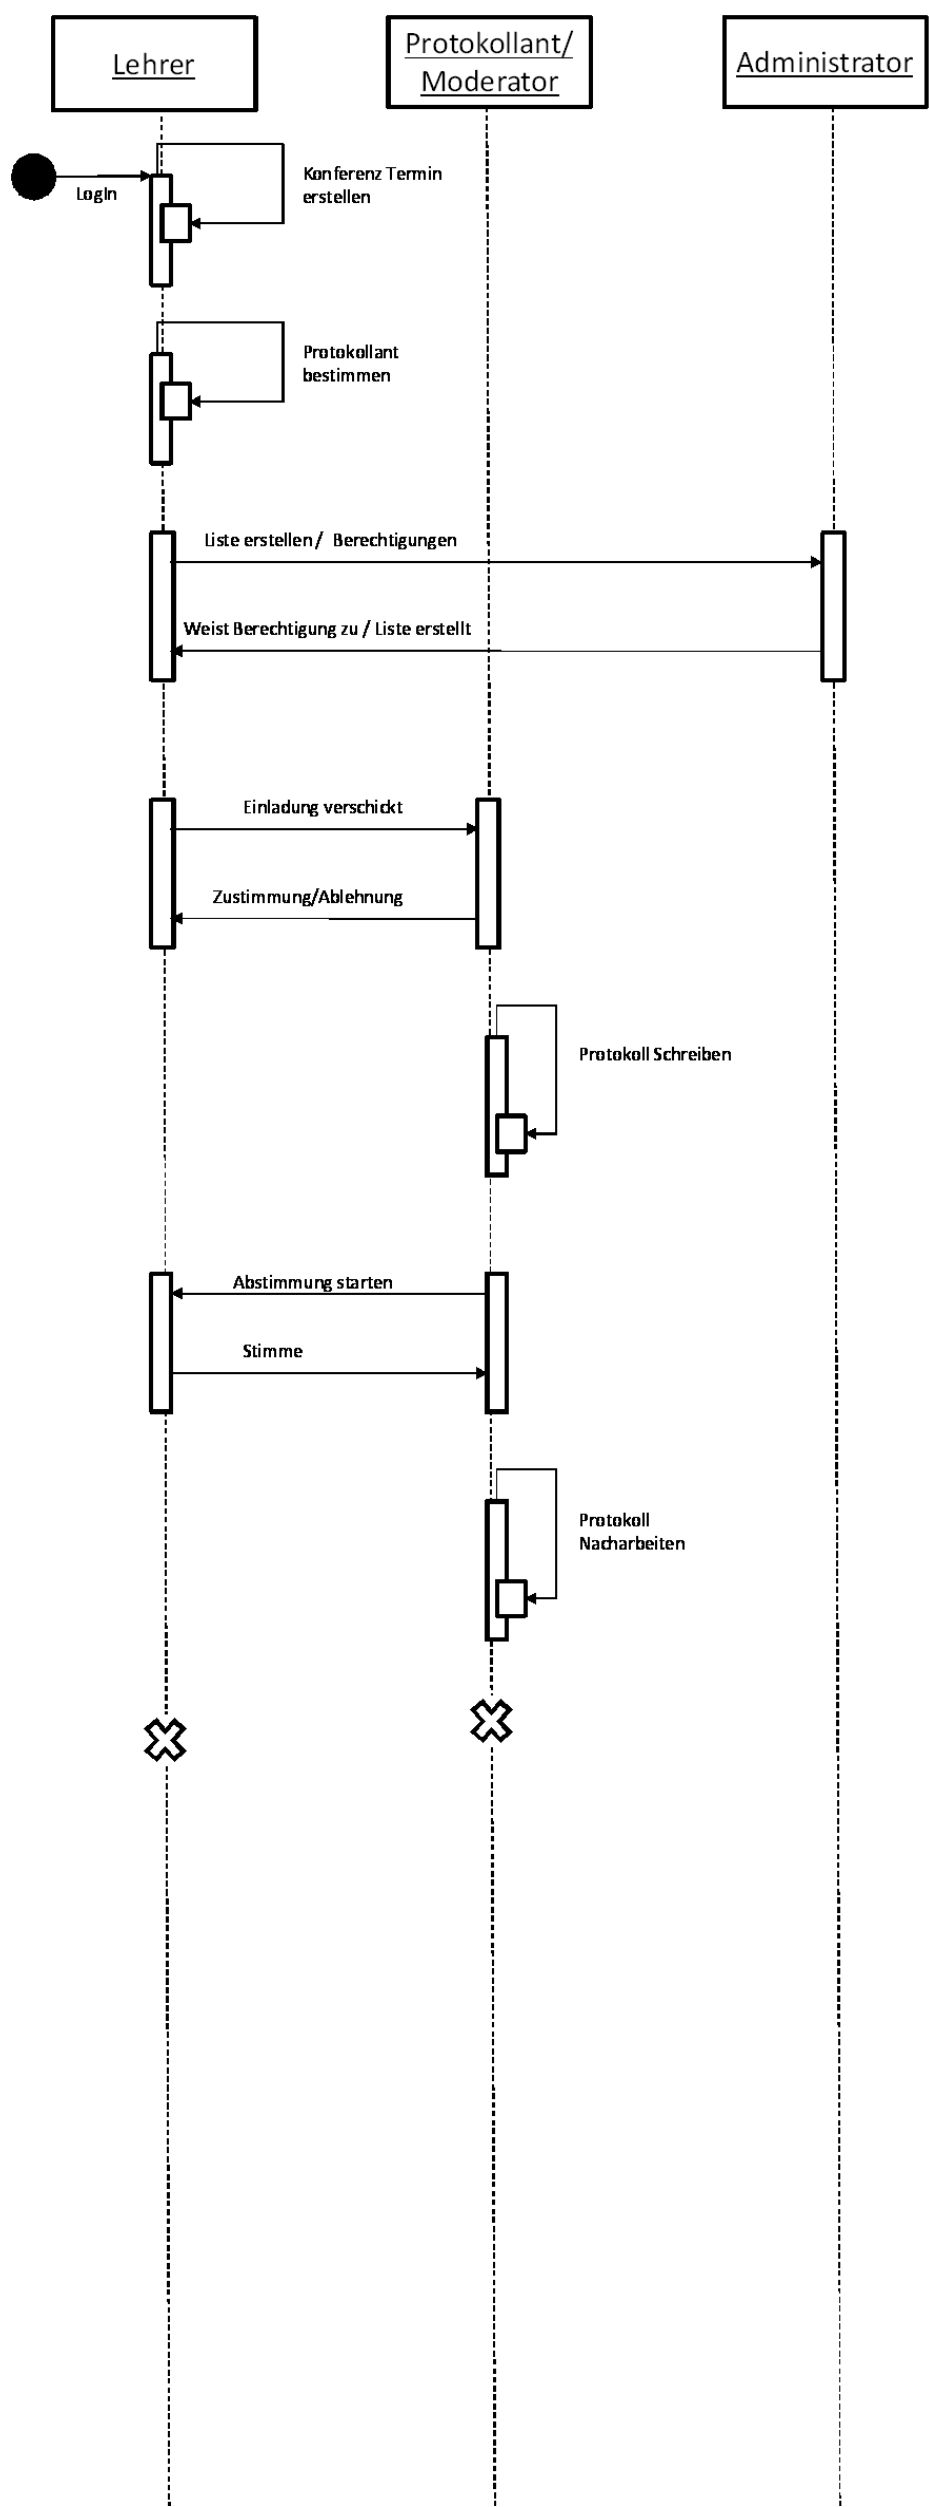 Lehrer
Protokollant/
Moderator
Administrator
LogIn
Konferenz Termin
erstellen
Protokollant
bestimmen
Liste erstellen / Berechtigungen
Weist Berechtigung zu / Liste erstellt
Einladung verschickt
Zustimmung/Ablehnung
Protokoll Schreiben
Abstimmung starten
Stimme
Protokoll
Nacharbeiten